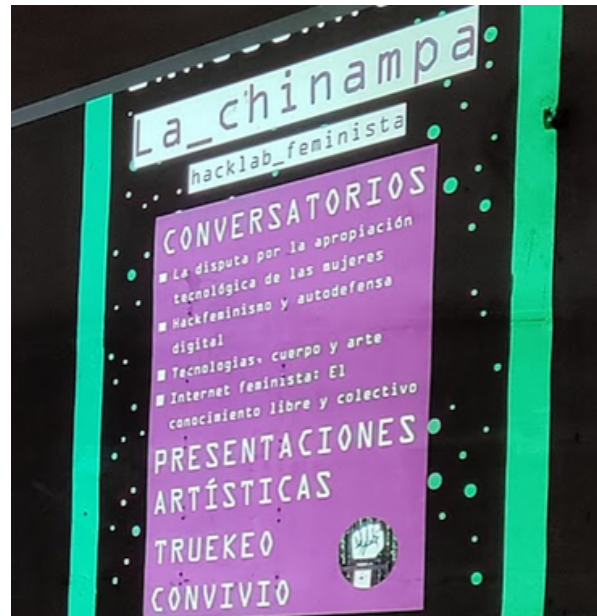 La_chinampa
hacklab_feminista
CONVERSATORIOS
■ La disputa por la apropiación
tecnológica de las mujeres
■ Hackfeminismo y autodefensa
digital
■ Tecnologías, cuerpo y arte
■ Internet feminista: El
conocimiento libre y colectivo
PRESENTACIONES
ARTÍSTICAS
TRUEKEO
CONVIVIO